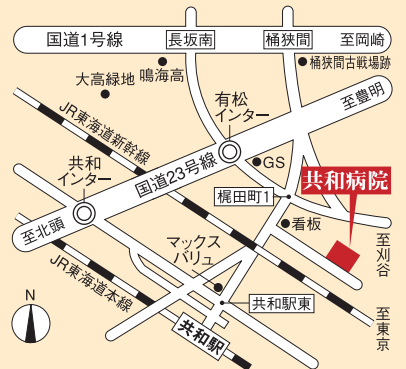 国道1号線
長坂南
桶狭間
至岡崎
大高緑地
鳴海高
桶狭間古戦場跡
有松
インター
至豊明
JR東海道新幹線
共和
インター
国道23号線
GS
共和病院
梶田町1
看板
至北頭
マックス
バリュ
至刈谷
JR東海道本線
共和駅東
至東京
共和駅
N